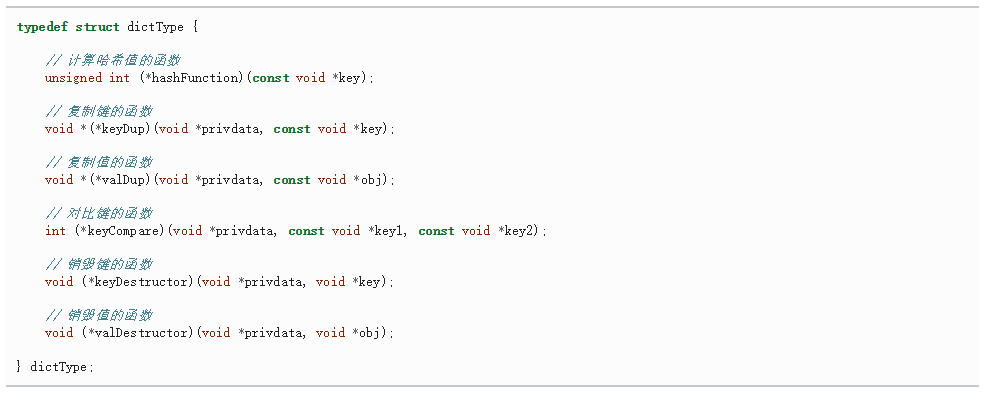 typedef struct dictType {
// 计算哈希值的函数
unsigned int (*hashFunction)(const void *key);
// 复制键的函数
void *(*keyDup)(void *privdata, const void *key);
// 复制值的函数
void *(*valDup)(void *privdata, const void *obj);
// 对比键的函数
int (*keyCompare)(void *privdata, const void *key1, const void *key2);
// 销毁键的函数
void (*keyDestructor)(void *privdata, void *key);
// 销毁值的函数
void (*valDestructor)(void *privdata, void *obj);
} dictType;